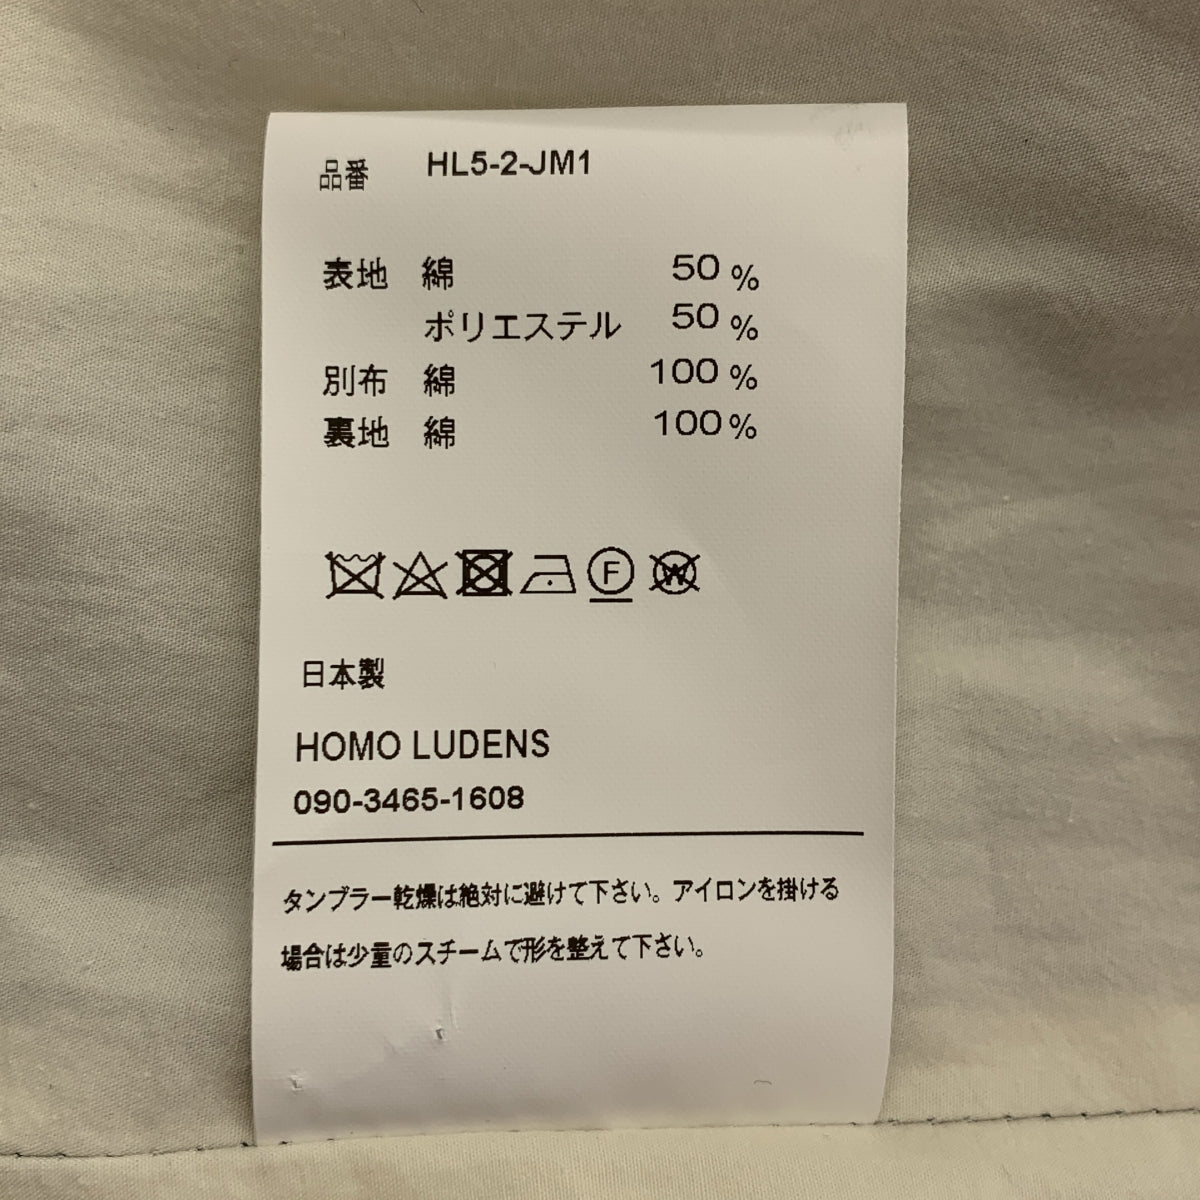 品番 HL5-2-JM1
表地 綿 50 %
ポリエステル 50 %
別布 綿 100 %
裏地 綿 100 %
F W
日本製
HOMO LUDENS
090-3465-1608
タンブラー乾燥は絶対に避けて下さい。アイロンを掛ける
場合は少量のスチームで形を整えて下さい。